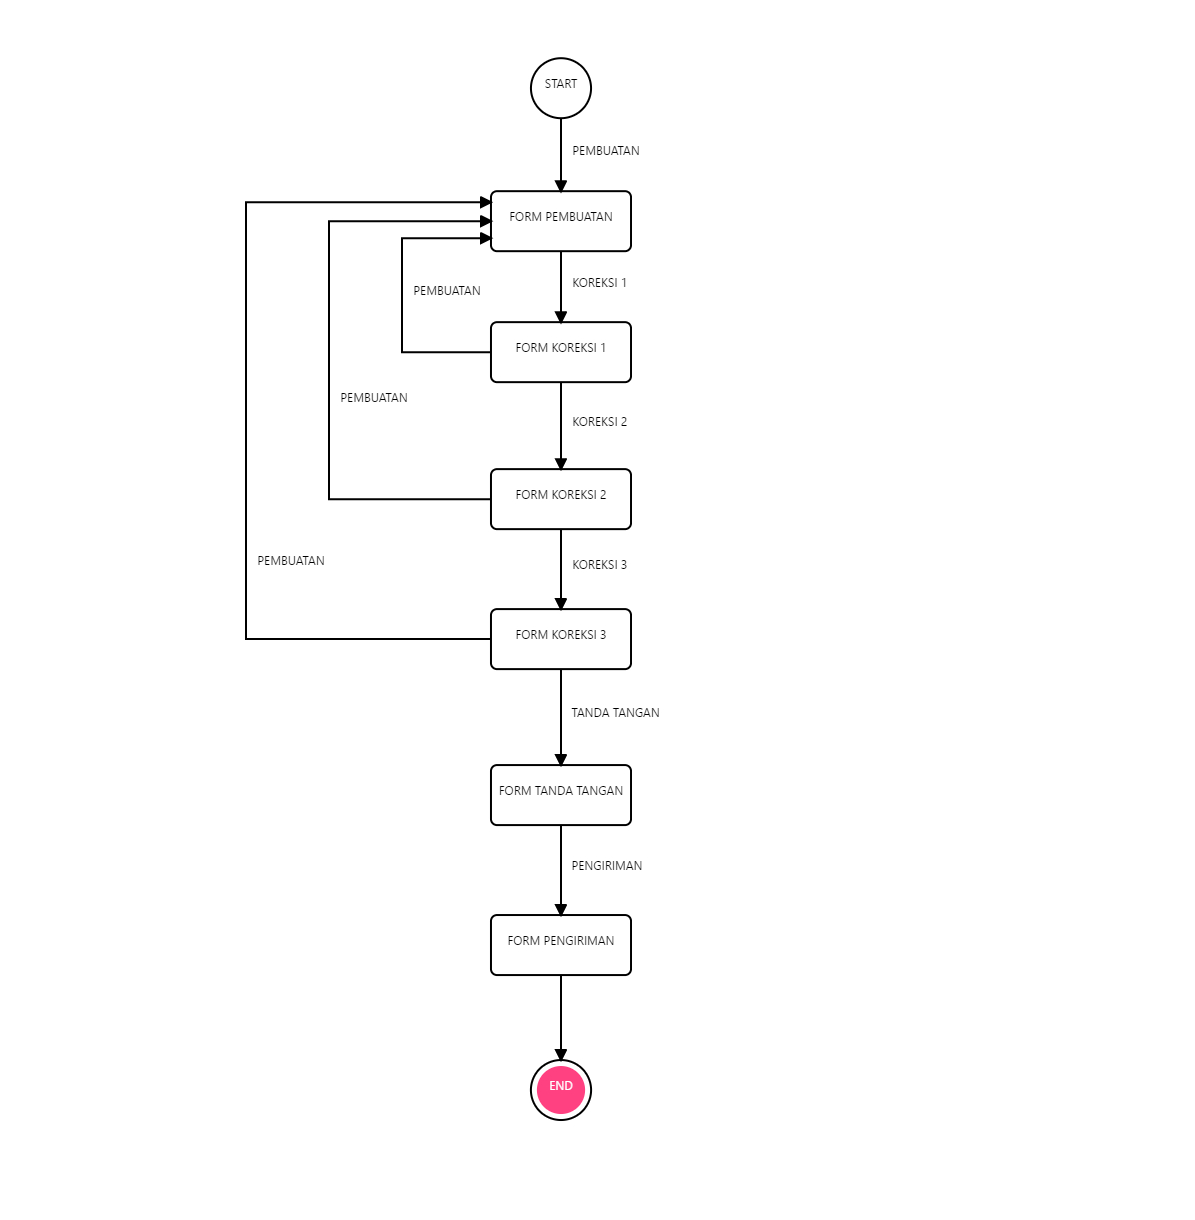 START
PEMBUATAN
FORM PEMBUATAN
KOREKSI 1
PEMBUATAN
FORM KOREKSI 1
PEMBUATAN
KOREKSI 2
FORM KOREKSI 2
PEMBUATAN
KOREKSI 3
FORM KOREKSI 3
TANDA TANGAN
FORM TANDA TANGAN
PENGIRIMAN
FORM PENGIRIMAN
END